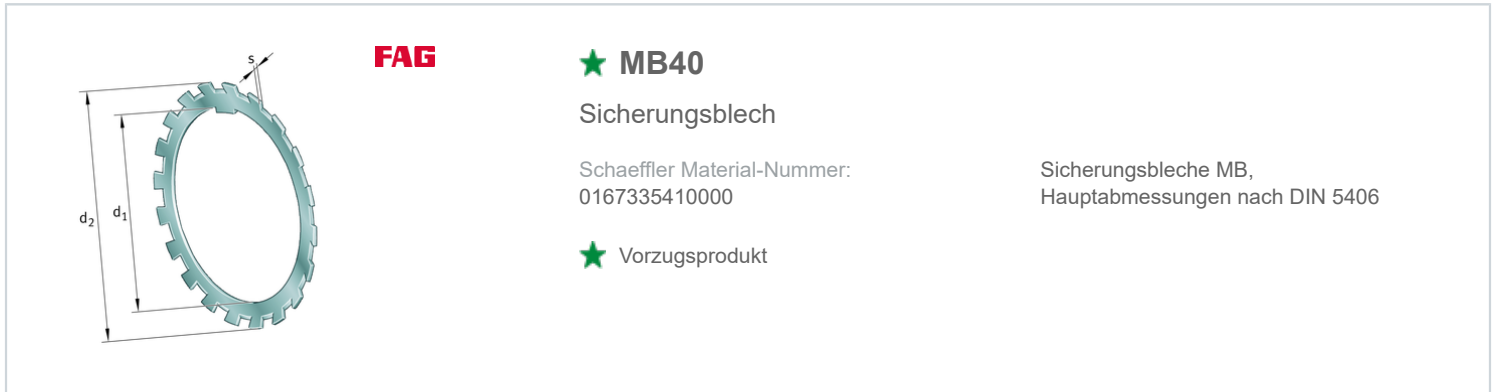 s
d2
d1
FAG
MB40
Sicherungsblech
Schaeffler Material-Nummer:
0167335410000
Sicherungsbleche MB,
Hauptabmessungen nach DIN 5406
Vorzugsprodukt